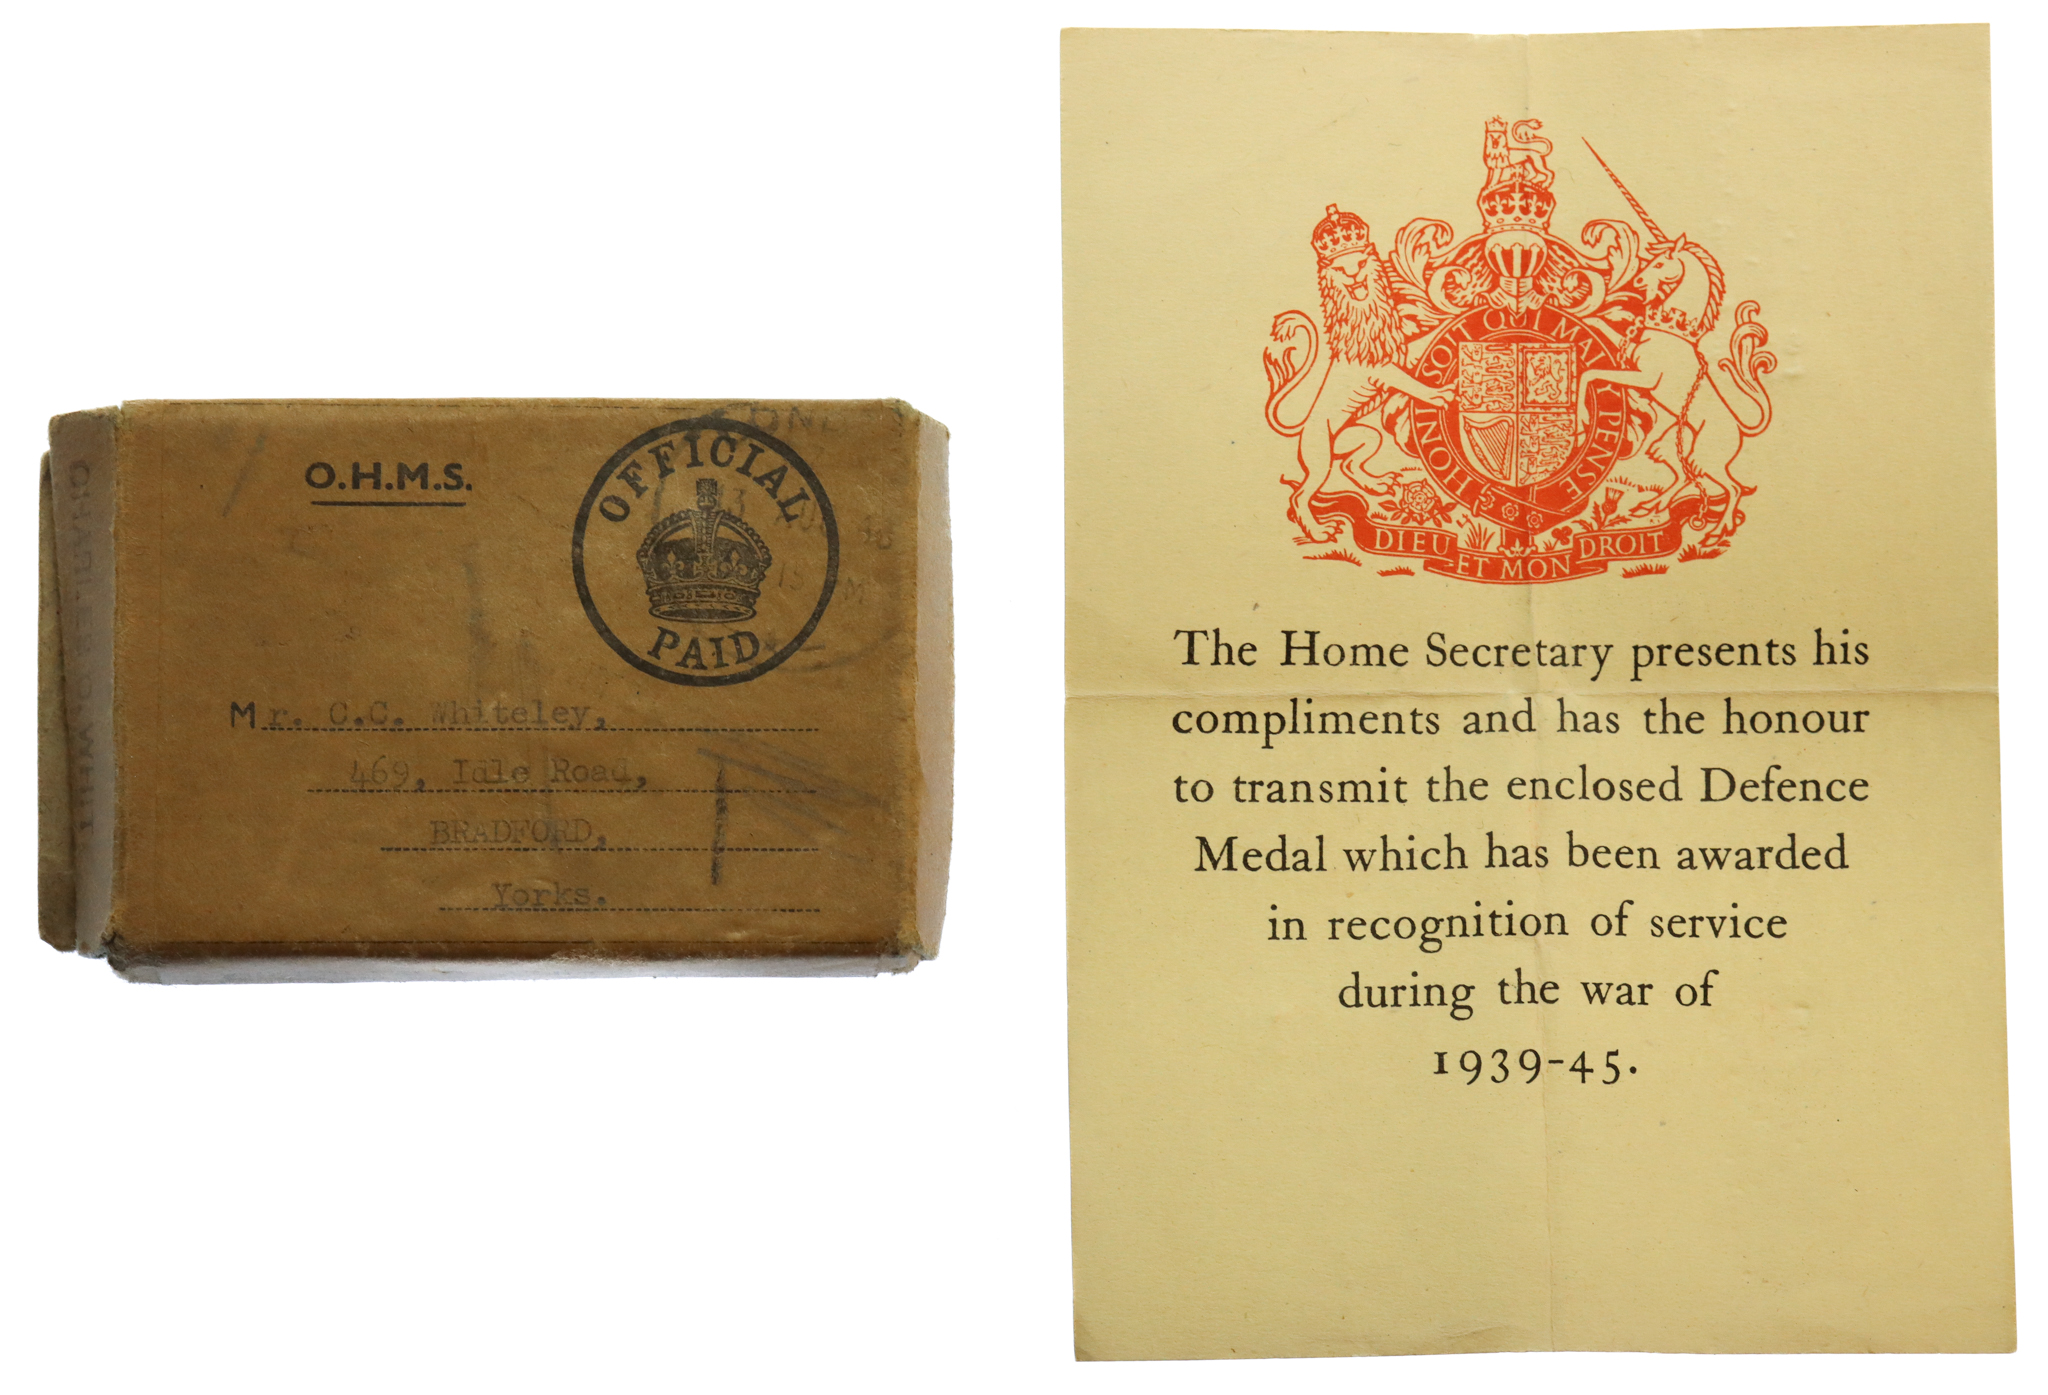 O.H.M.S.
OFFICIAL
PAID
Mr. C.C. Whiteley,
469, Idle Road,
BRADFORD,
Yorks.
HONI SOIT QUI MAL Y PENSE
DIEU ET MON DROIT
The Home Secretary presents his
compliments and has the honour
to transmit the enclosed Defence
Medal which has been awarded
in recognition of service
during the war of
1939-45.